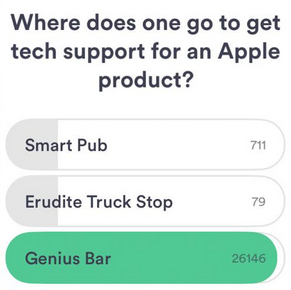 Where does one go to get
tech support for an Apple
product?
Smart Pub 711
Erudite Truck Stop 79
Genius Bar 26146